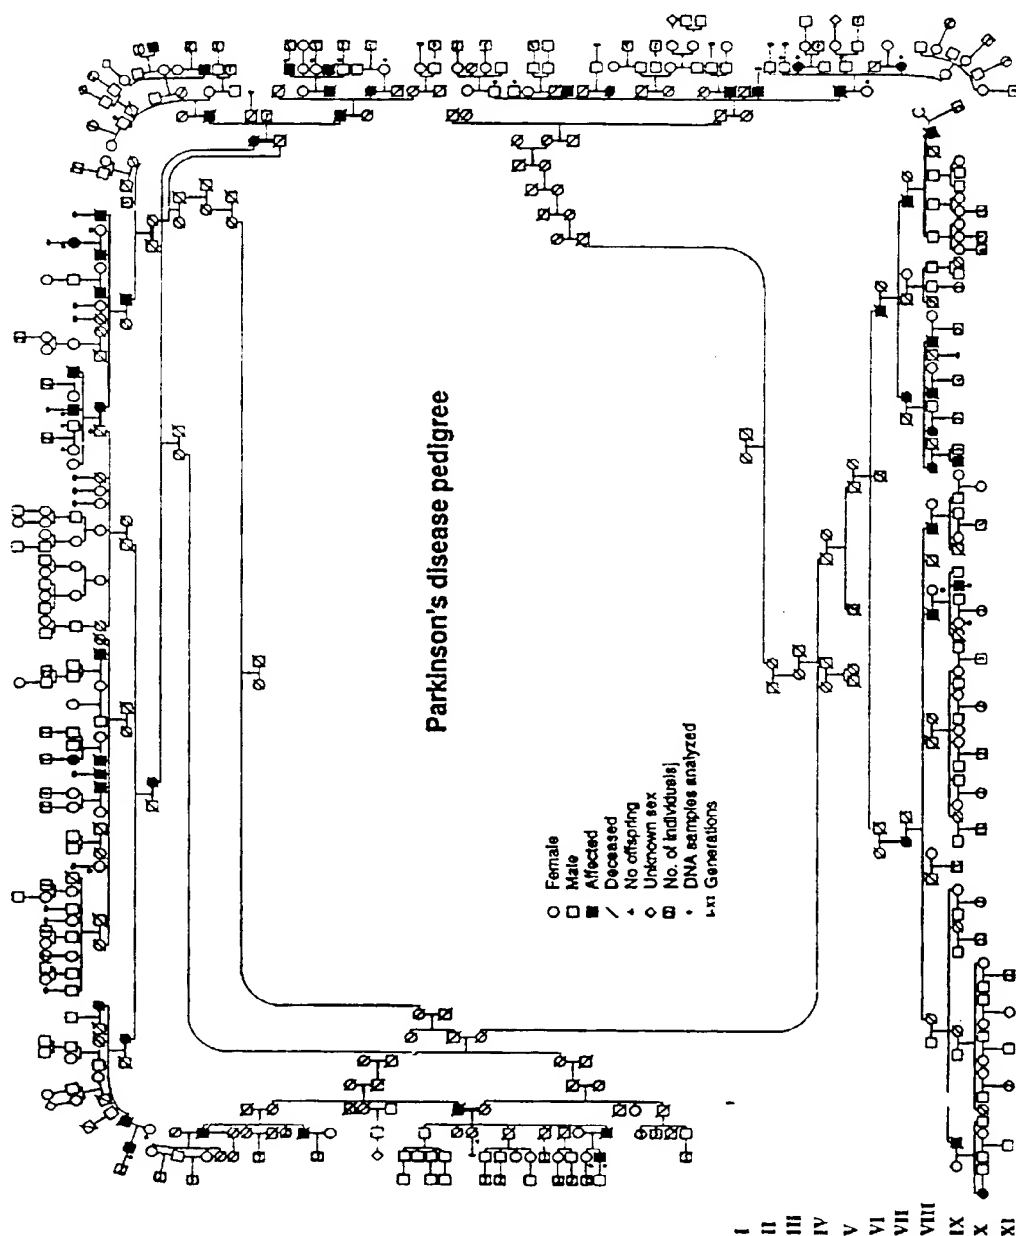 Parkinson's disease pedigree
Female
Male
Affected
Deceased
No offspring
Unknown sex
No. of individuals]
DNA samples analyzed
I-XI Generations
I
II
III
IV
V
VI
VII
VIII
IX
X
XI